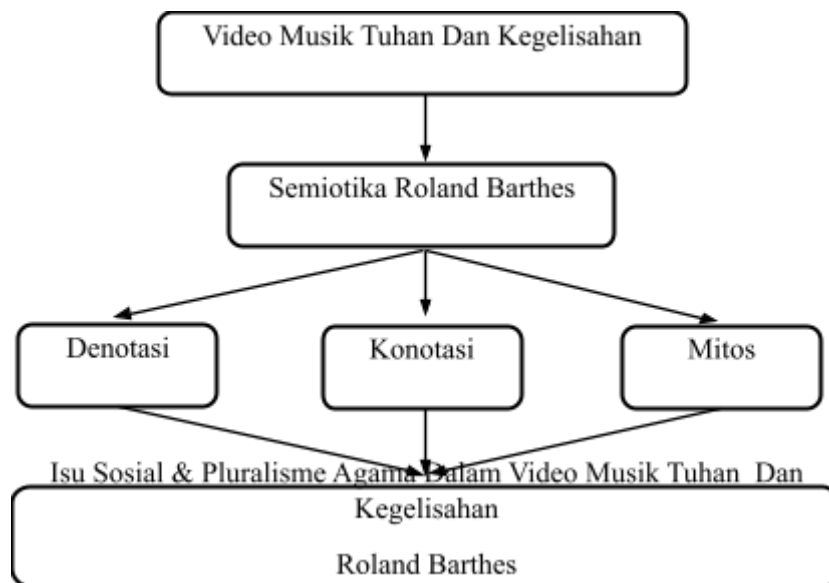 Video Musik Tuhan Dan Kegelisahan
Semiotika Roland Barthes
Denotasi
Konotasi
Mitos
Isu Sosial & Pluralisme Agama Dalam Video Musik Tuhan Dan
Kegelisahan
Roland Barthes